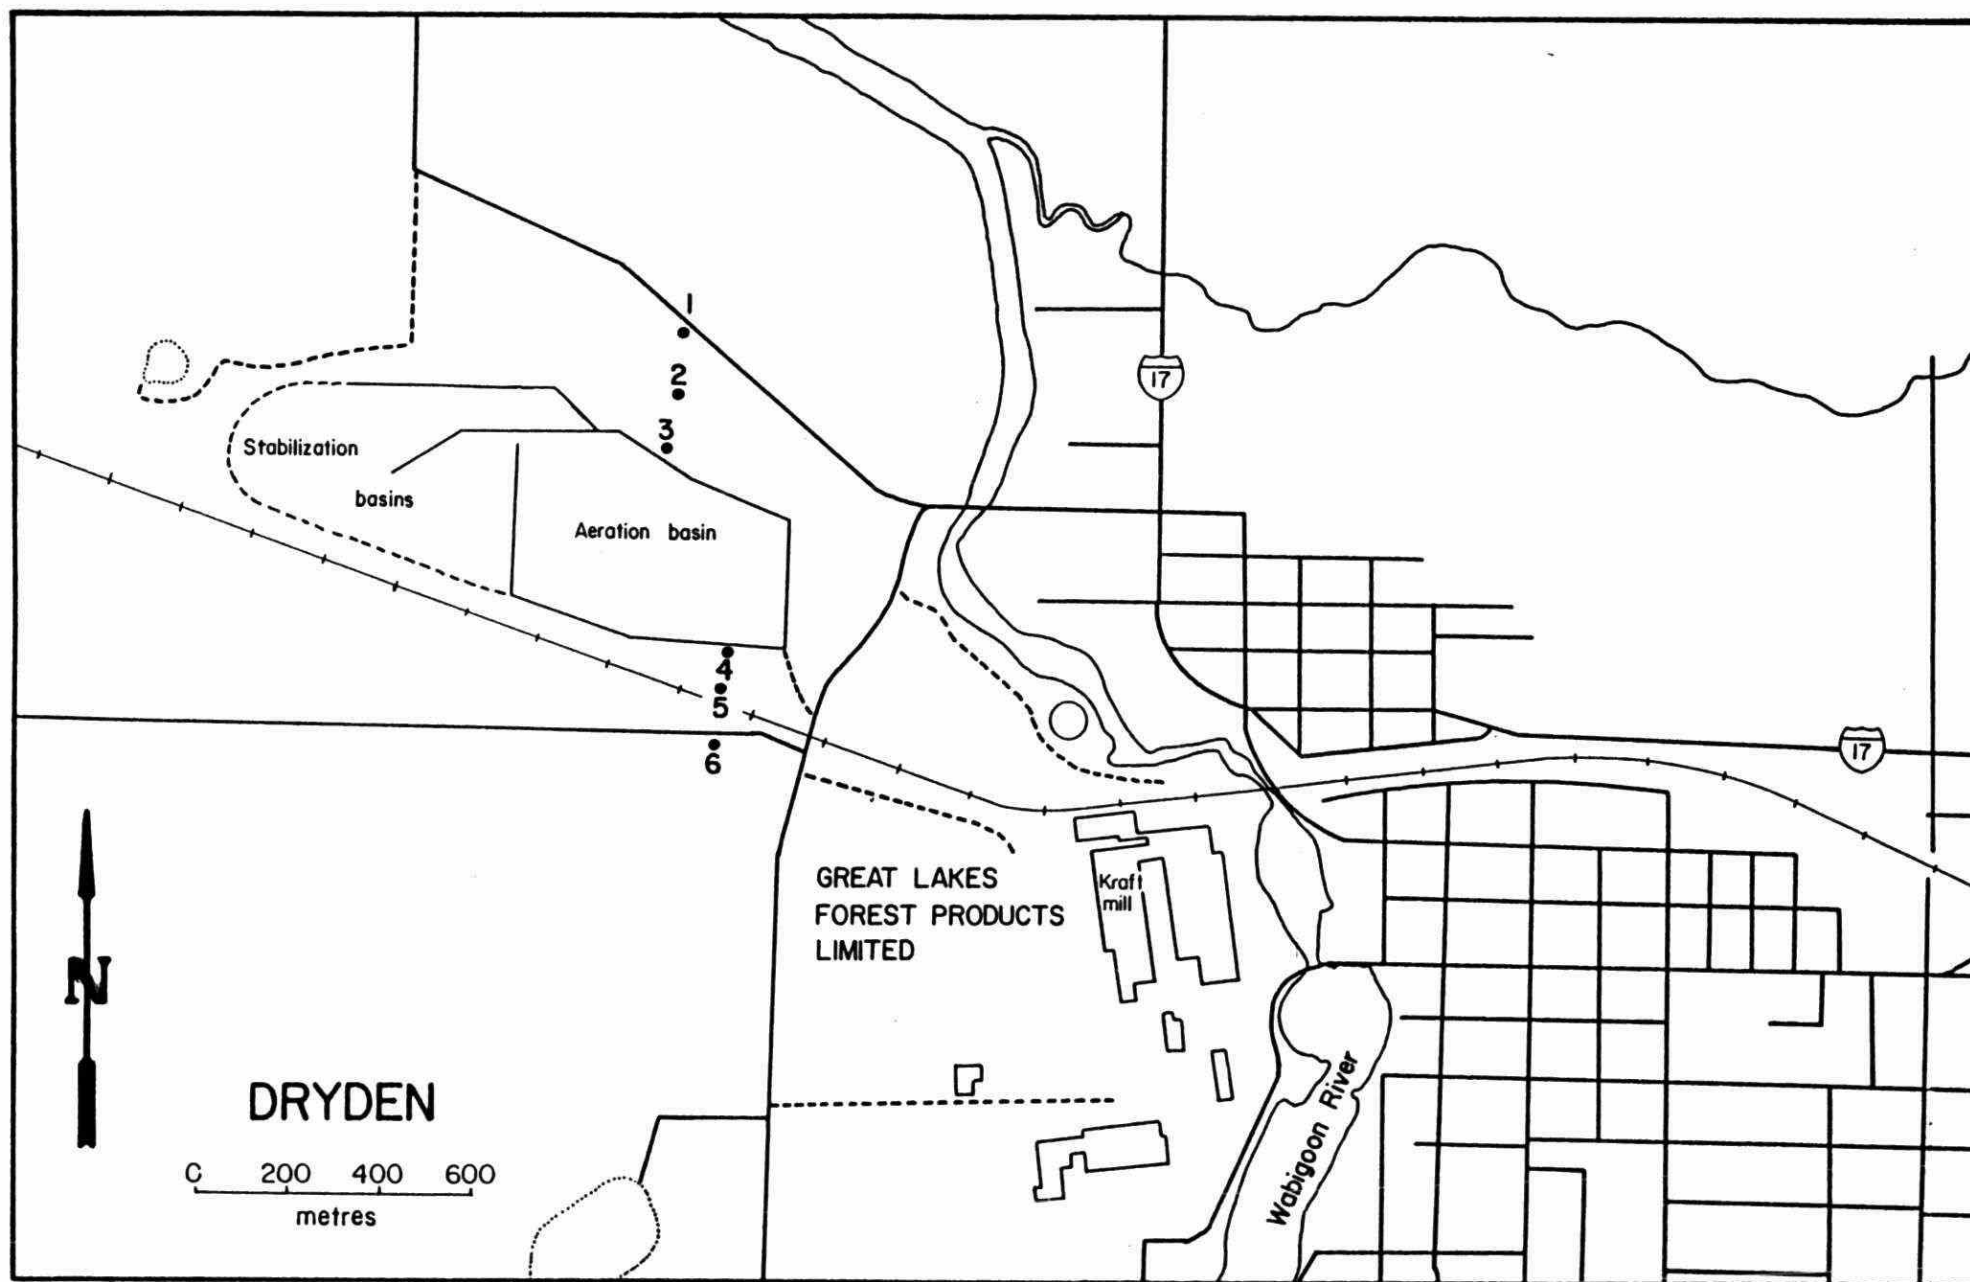 1
2
17
3
Stabilization
basins
Aeration basin
4
5
6
17
GREAT LAKES
FOREST PRODUCTS
LIMITED
Kraft
mill
N
DRYDEN
0 200 400 600
metres
Wabigoon River